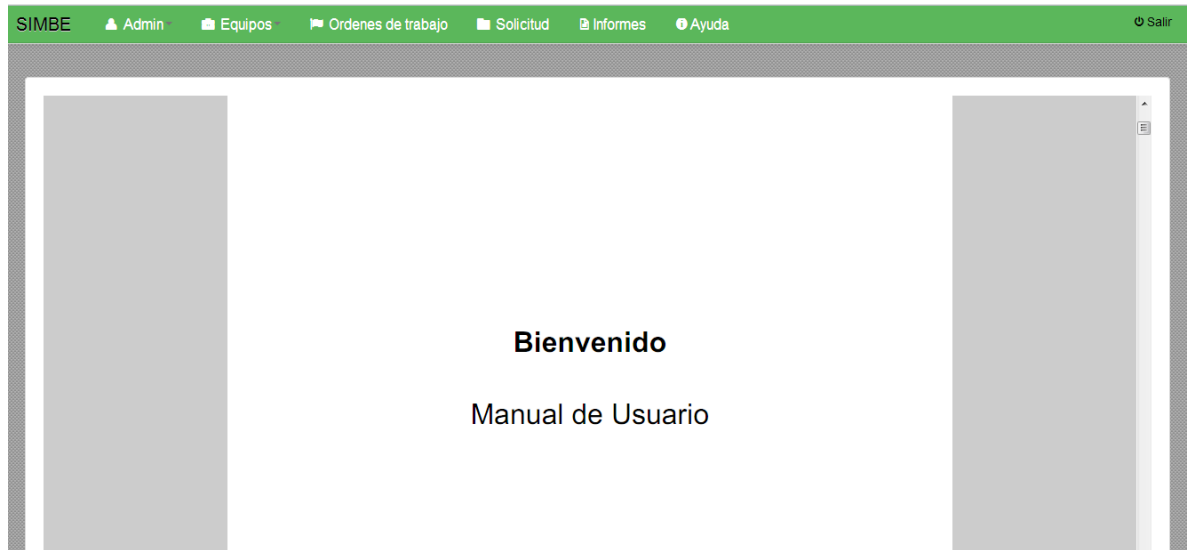 SIMBE Admin Equipos Ordenes de trabajo Solicitud Informes Ayuda Salir
Bienvenido
Manual de Usuario